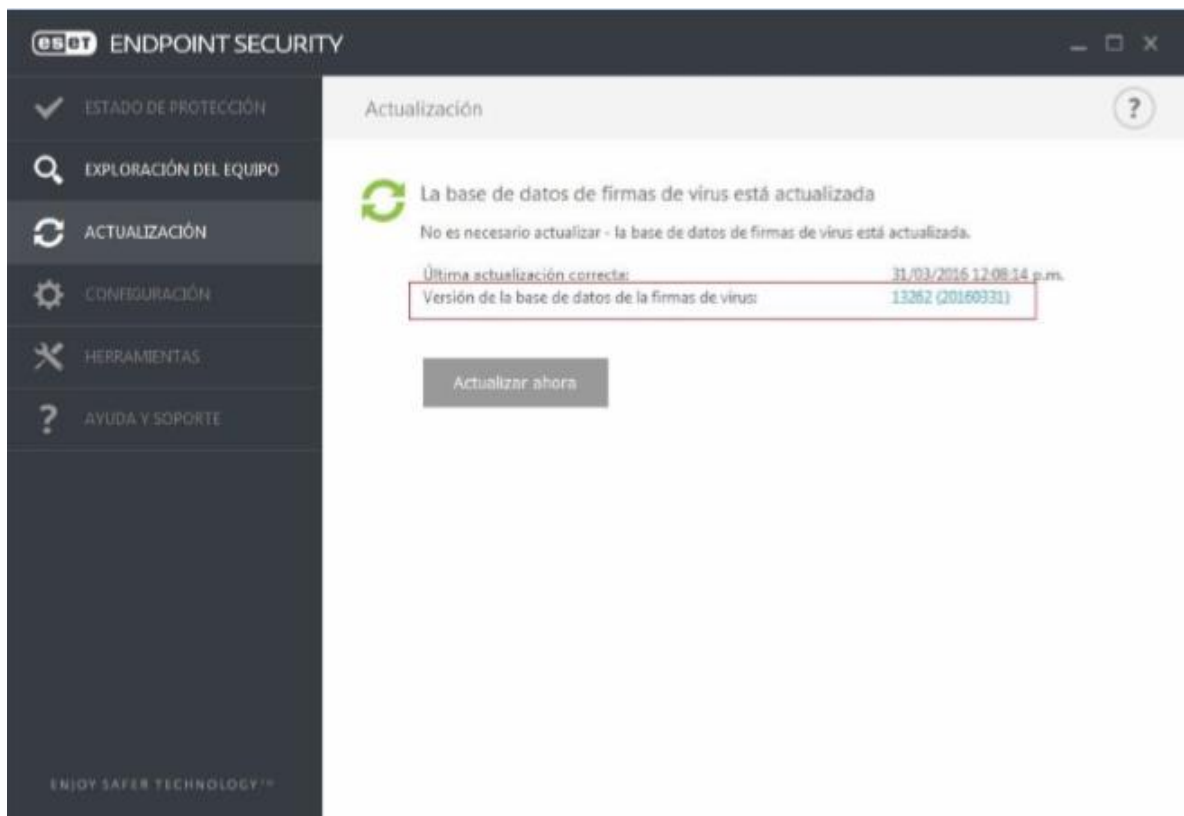 eset ENDPOINT SECURITY
ESTADO DE PROTECCIÓN
EXPLORACIÓN DEL EQUIPO
ACTUALIZACIÓN
CONFIGURACIÓN
HERRAMIENTAS
AYUDA Y SOPORTE
ENJOY SAFER TECHNOLOGY™
Actualización
?
La base de datos de firmas de virus está actualizada
No es necesario actualizar - la base de datos de firmas de virus está actualizada.
Última actualización correcta: 31/03/2016 12:08:14 p.m.
Versión de la base de datos de la firmas de virus: 13262 (20160331)
Actualizar ahora